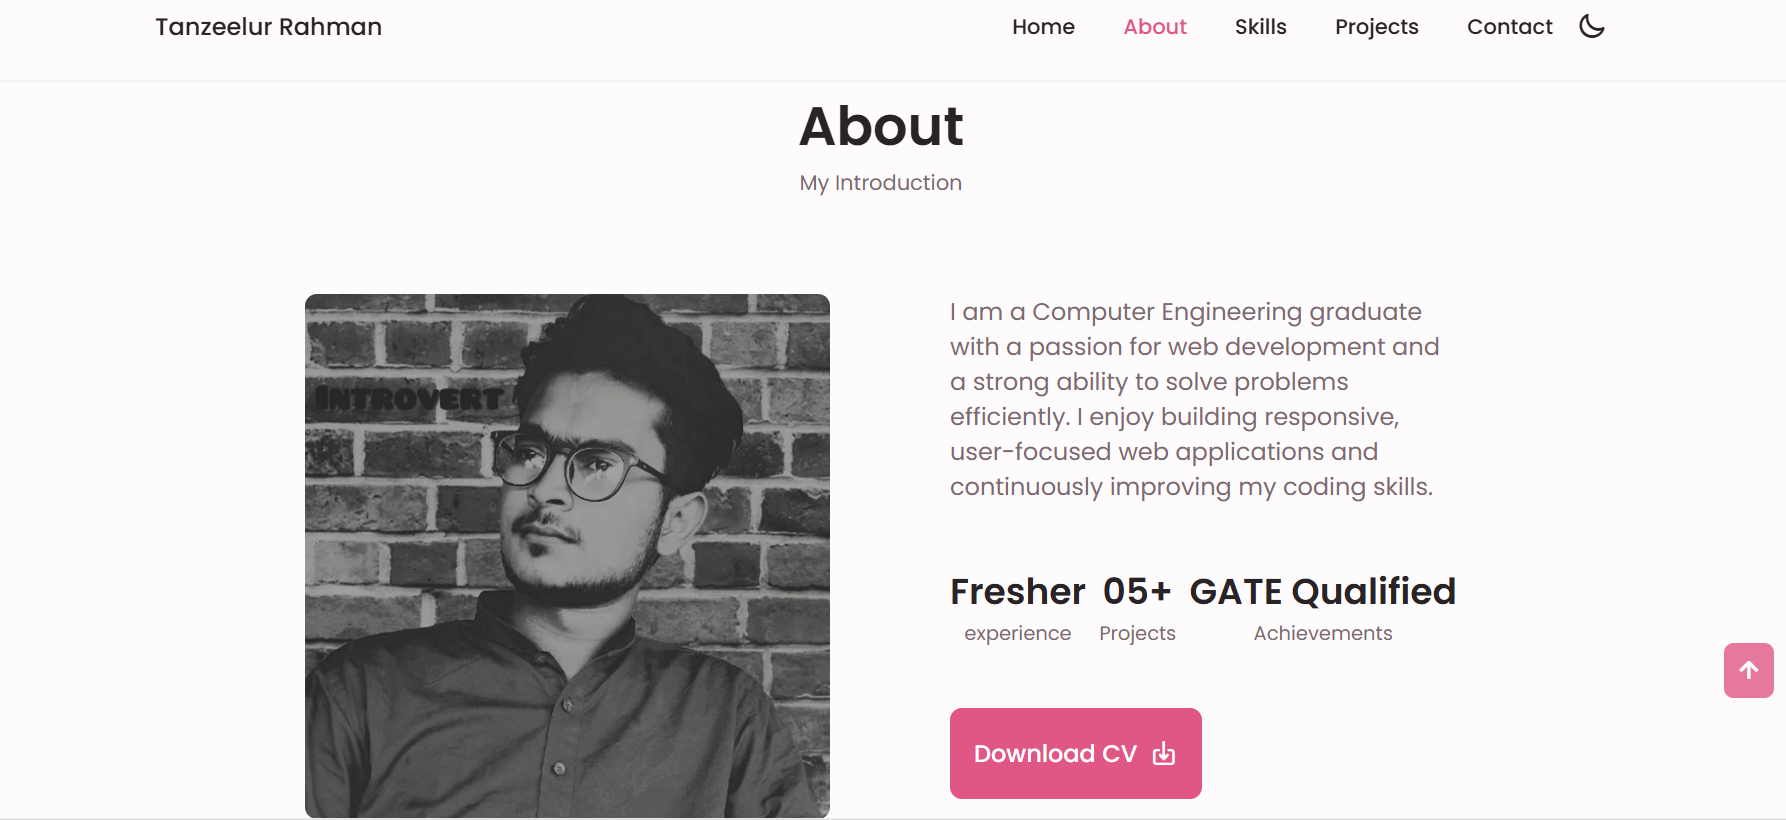 Tanzeelur Rahman
Home About Skills Projects Contact
About
My Introduction
INTROVERT
I am a Computer Engineering graduate
with a passion for web development and
a strong ability to solve problems
efficiently. I enjoy building responsive,
user-focused web applications and
continuously improving my coding skills.
Fresher 05+ GATE Qualified
experience Projects Achievements
Download CV